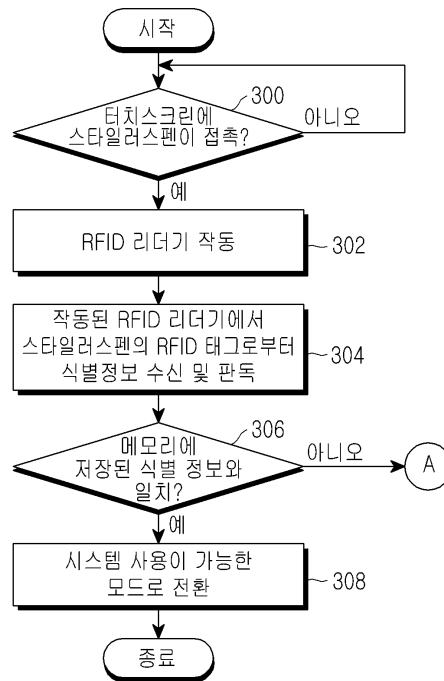 시작
300
터치스크린에
스타일러스펜이 접촉?
아니오
예
RFID 리더기 작동
302
작동된 RFID 리더기에서
스타일러스펜의 RFID 태그로부터
식별정보 수신 및 판독
304
306
메모리에
저장된 식별 정보와
일치?
아니오
A
예
시스템 사용이 가능한
모드로 전환
308
종료